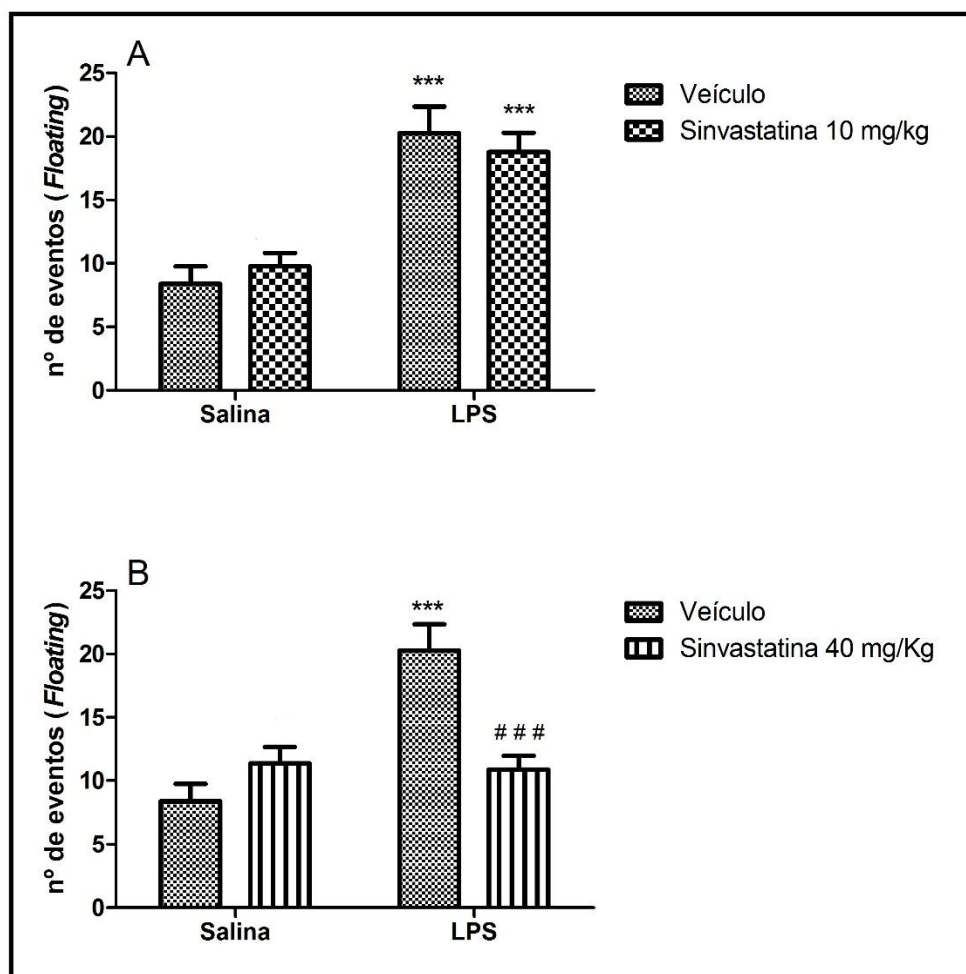 A
25
20
15
10
5
0
nº de eventos (Floating)
***
***
Salina
LPS
Veículo
Sinvastatina 10 mg/kg
B
25
20
15
10
5
0
nº de eventos (Floating)
***
# # #
Salina
LPS
Veículo
Sinvastatina 40 mg/Kg